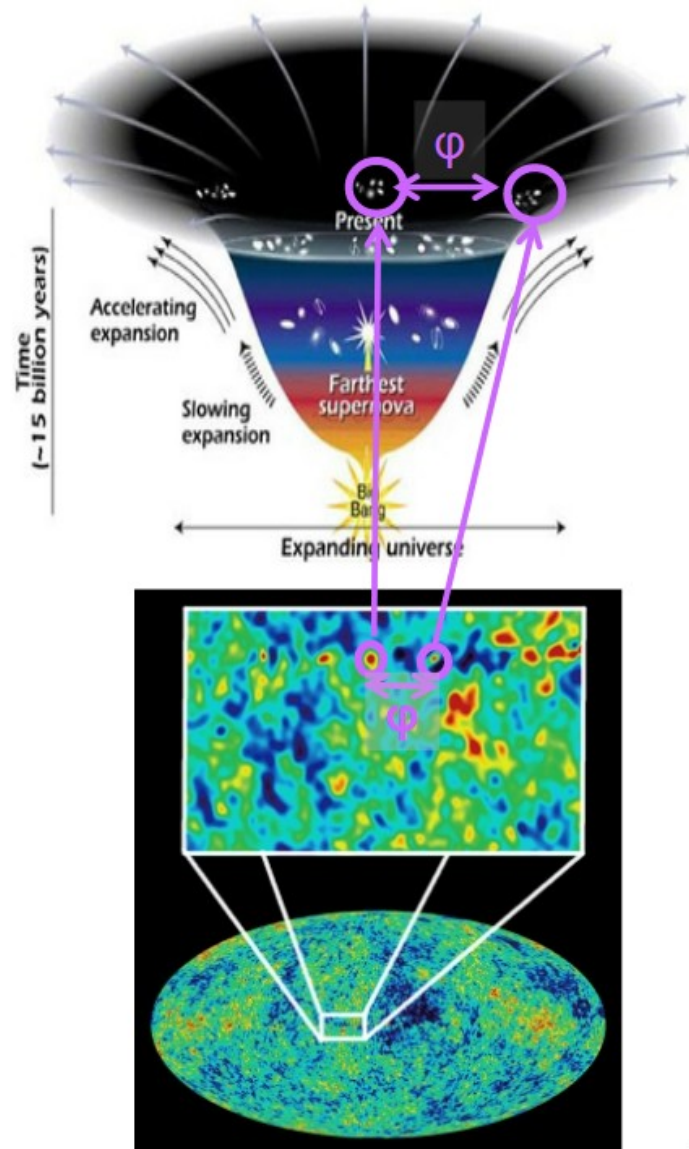 φ
Present
Time
(~15 billion years)
Accelerating
expansion
Farthest
supernova
Slowing
expansion
Big
Bang
Expanding universe
φ